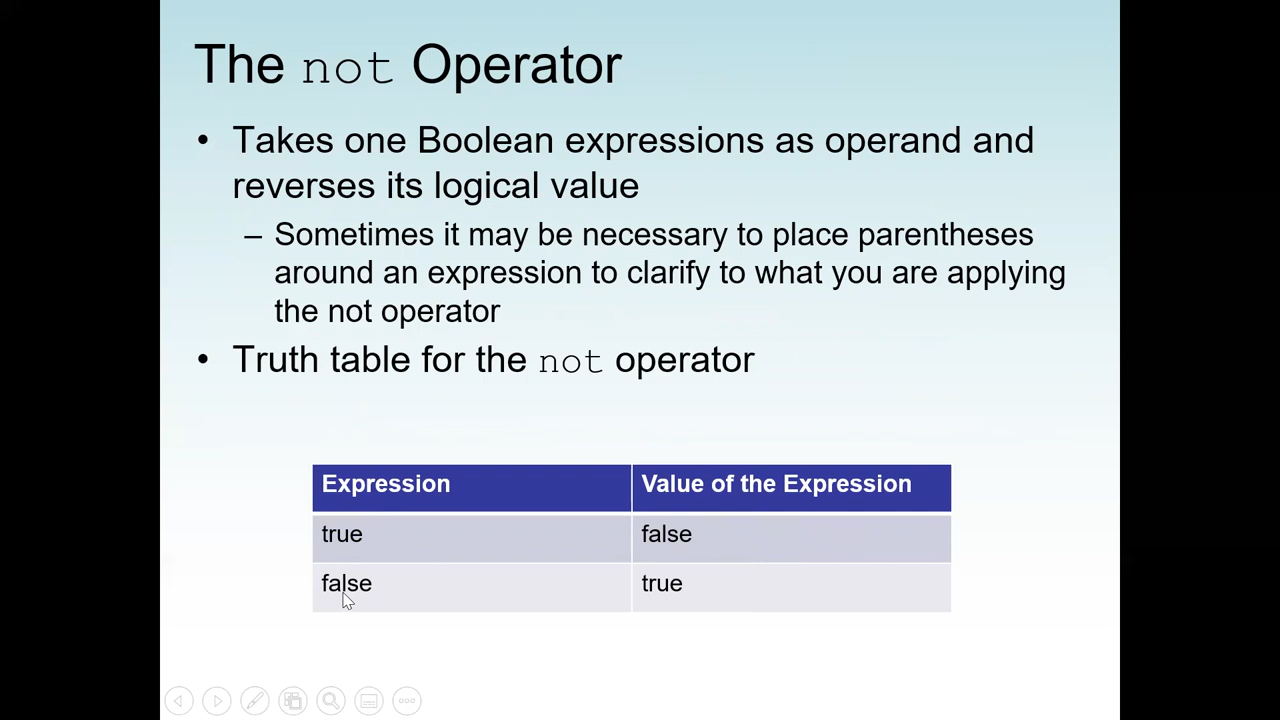 The not Operator
• Takes one Boolean expressions as operand and
reverses its logical value
– Sometimes it may be necessary to place parentheses
around an expression to clarify to what you are applying
the not operator
• Truth table for the not operator
Expression Value of the Expression
true false
false true